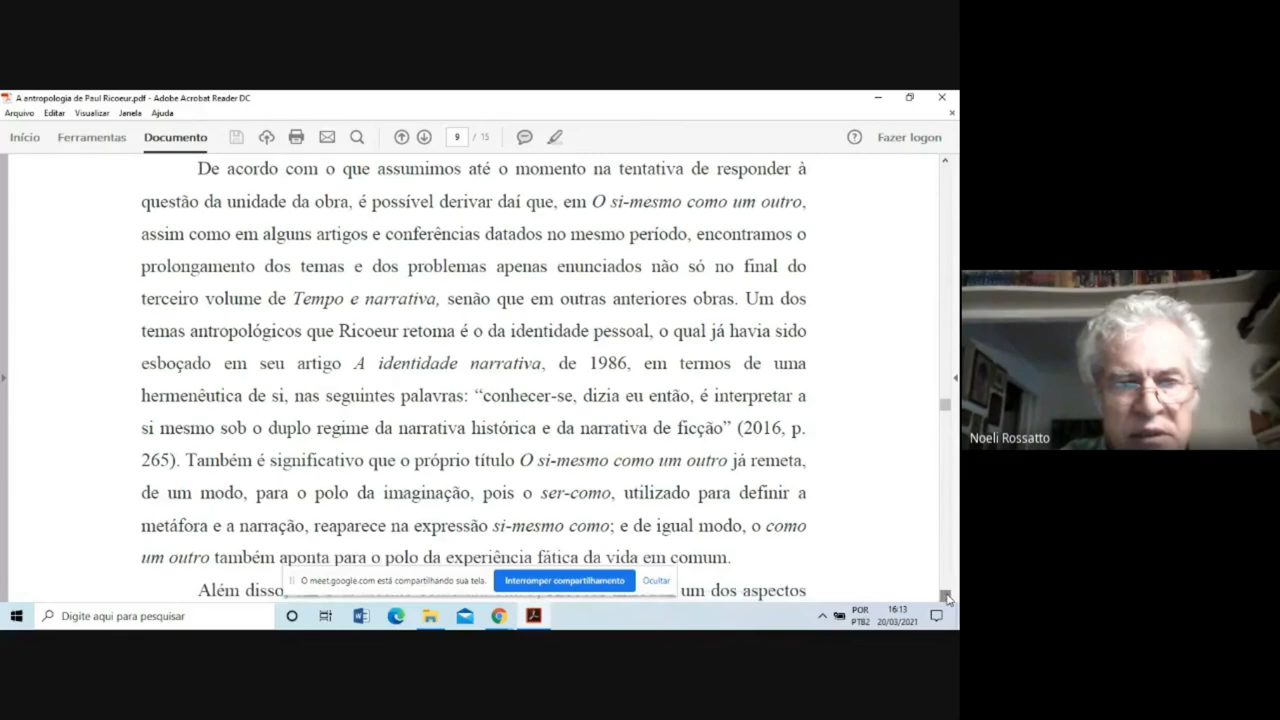 A antropologia de Paul Ricoeur.pdf - Adobe Acrobat Reader DC
Arquivo Editar Visualizar Janela Ajuda
Início Ferramentas Documento 9 / 15 Fazer logon
De acordo com o que assumimos até o momento na tentativa de responder à
questão da unidade da obra, é possível derivar daí que, em O si-mesmo como um outro,
assim como em alguns artigos e conferências datados no mesmo período, encontramos o
prolongamento dos temas e dos problemas apenas enunciados não só no final do
terceiro volume de Tempo e narrativa, senão que em outras anteriores obras. Um dos
temas antropológicos que Ricoeur retoma é o da identidade pessoal, o qual já havia sido
esboçado em seu artigo A identidade narrativa, de 1986, em termos de uma
hermenêutica de si, nas seguintes palavras: “conhecer-se, dizia eu então, é interpretar a
si mesmo sob o duplo regime da narrativa histórica e da narrativa de ficção” (2016, p.
265). Também é significativo que o próprio título O si-mesmo como um outro já remeta,
de um modo, para o polo da imaginação, pois o ser-como, utilizado para definir a
metáfora e a narração, reaparece na expressão si-mesmo como; e de igual modo, o como
um outro também aponta para o polo da experiência fática da vida em comum.
Além disso, um dos aspectos
O meet.google.com está compartilhando sua tela. Interromper compartilhamento Ocultar
Digite aqui para pesquisar
POR 16:13
PTB2 20/03/2021
Noeli Rossatto